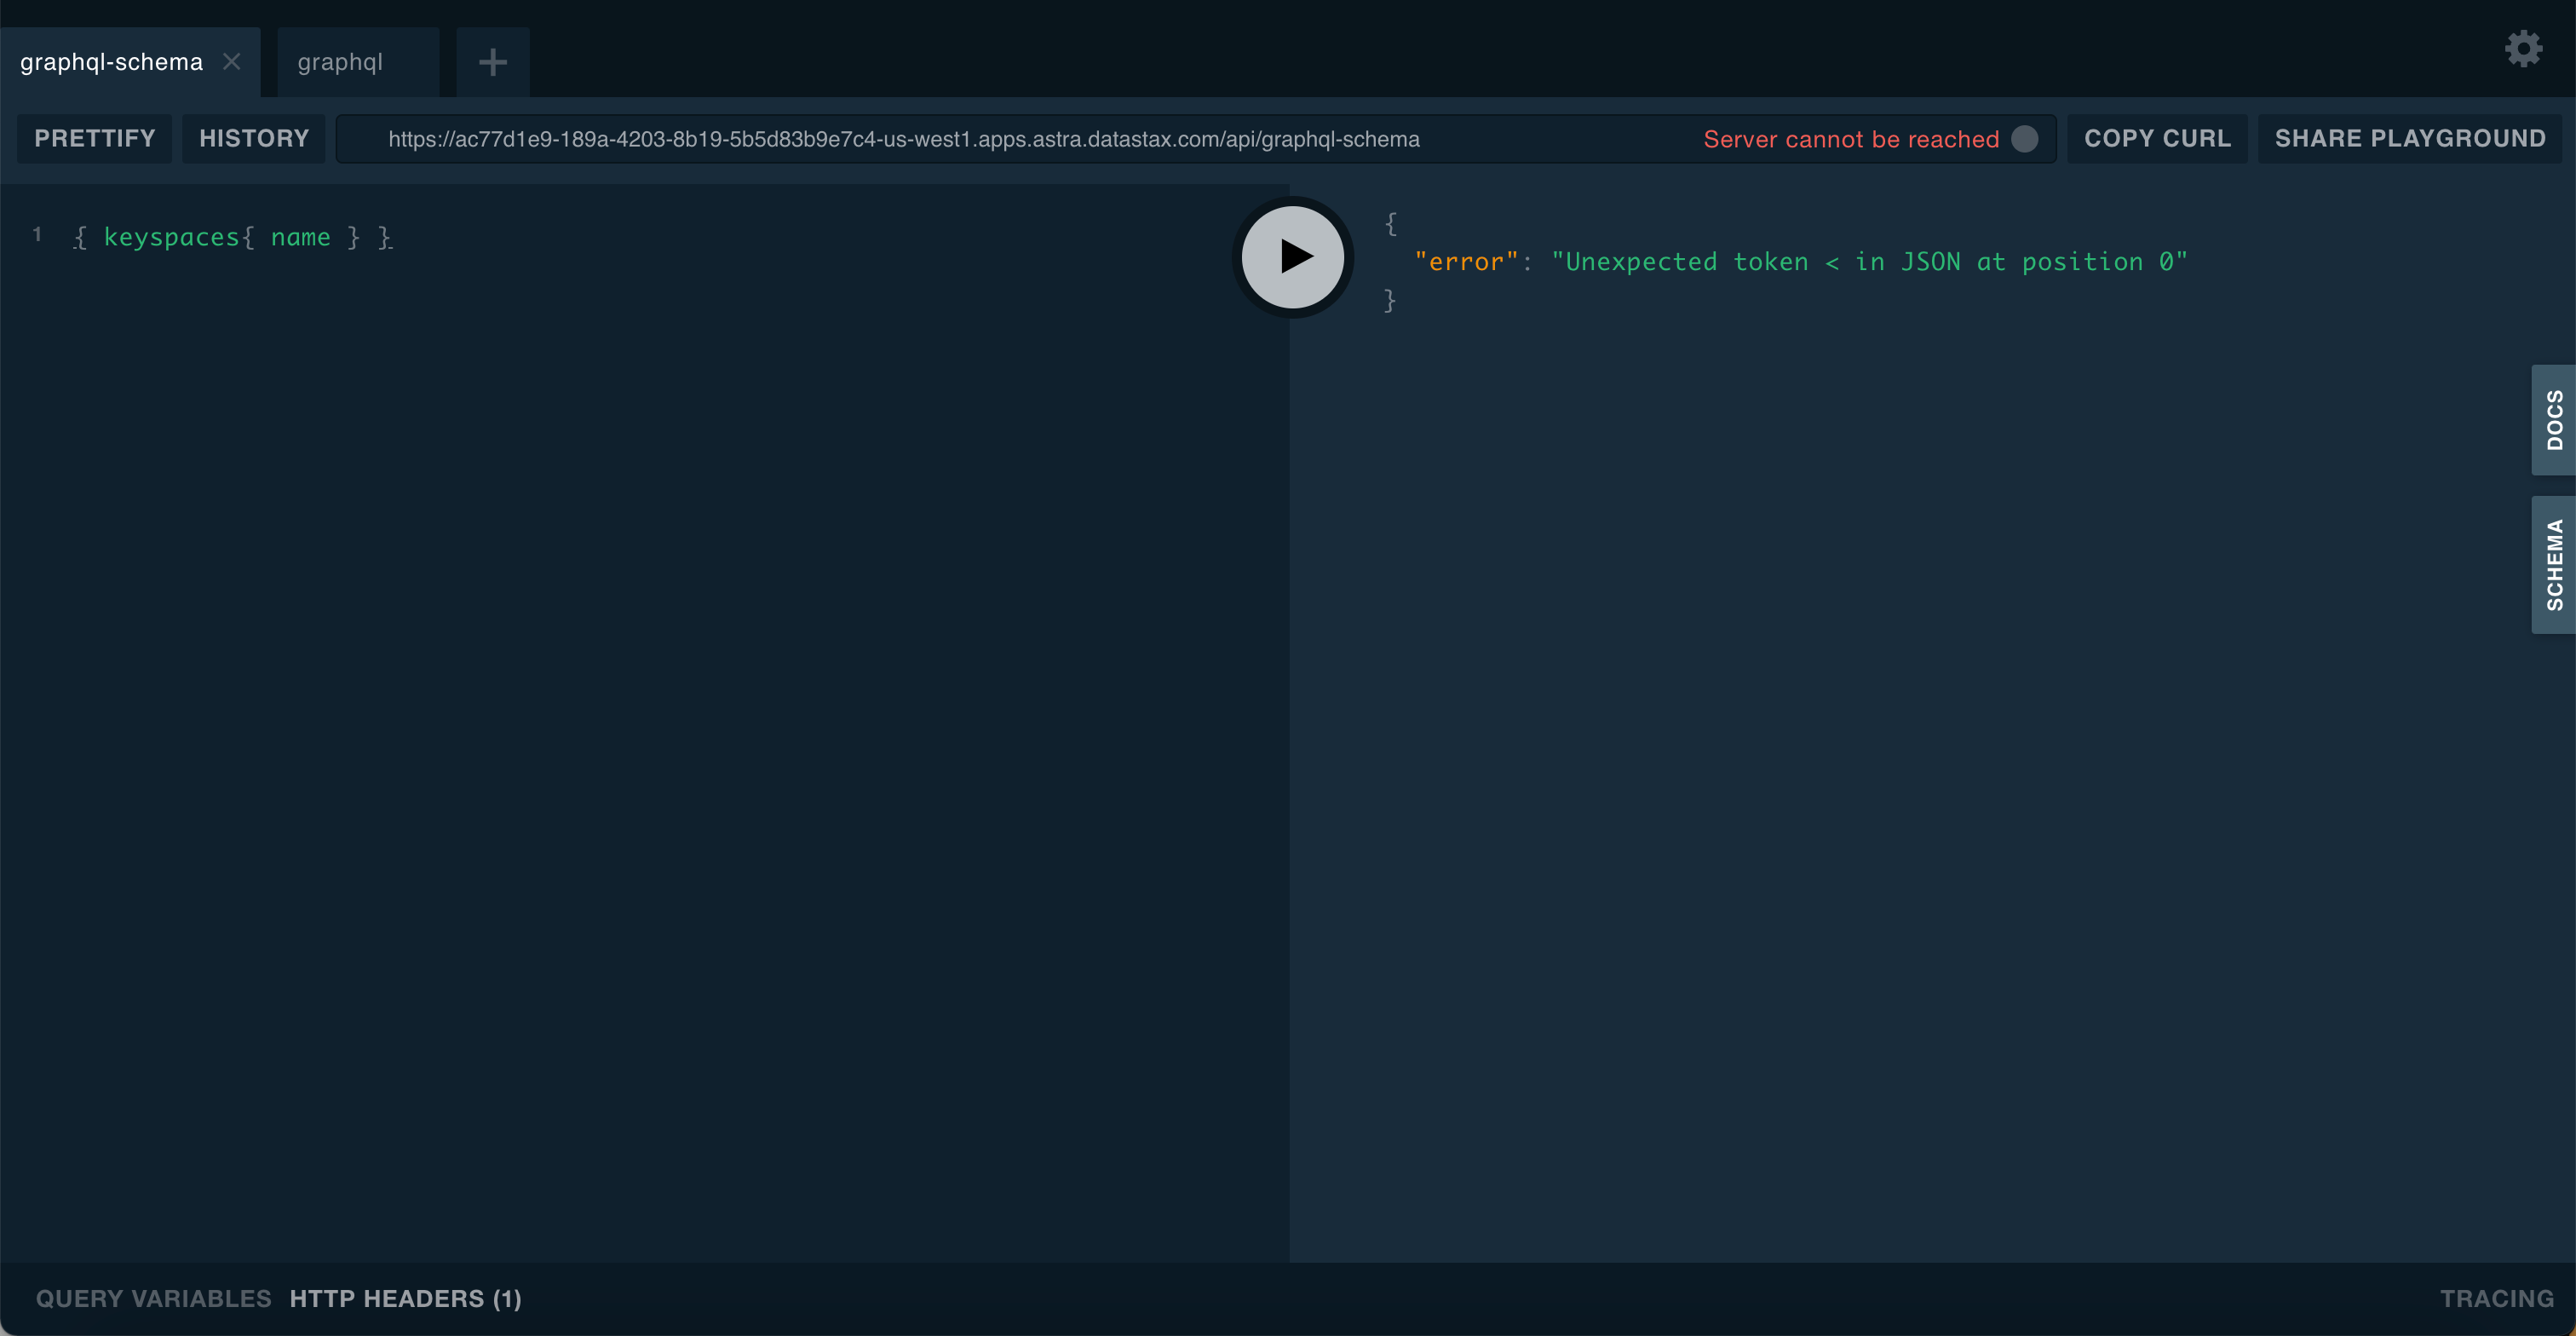 graphql-schema
graphql
PRETTIFY
HISTORY
https://ac77d1e9-189a-4203-8b19-5b5d83b9e7c4-us-west1.apps.astra.datastax.com/api/graphql-schema
Server cannot be reached
COPY CURL
SHARE PLAYGROUND
1 { keyspaces{ name } }
{
"error": "Unexpected token < in JSON at position 0"
}
DOCS
SCHEMA
QUERY VARIABLES
HTTP HEADERS (1)
TRACING